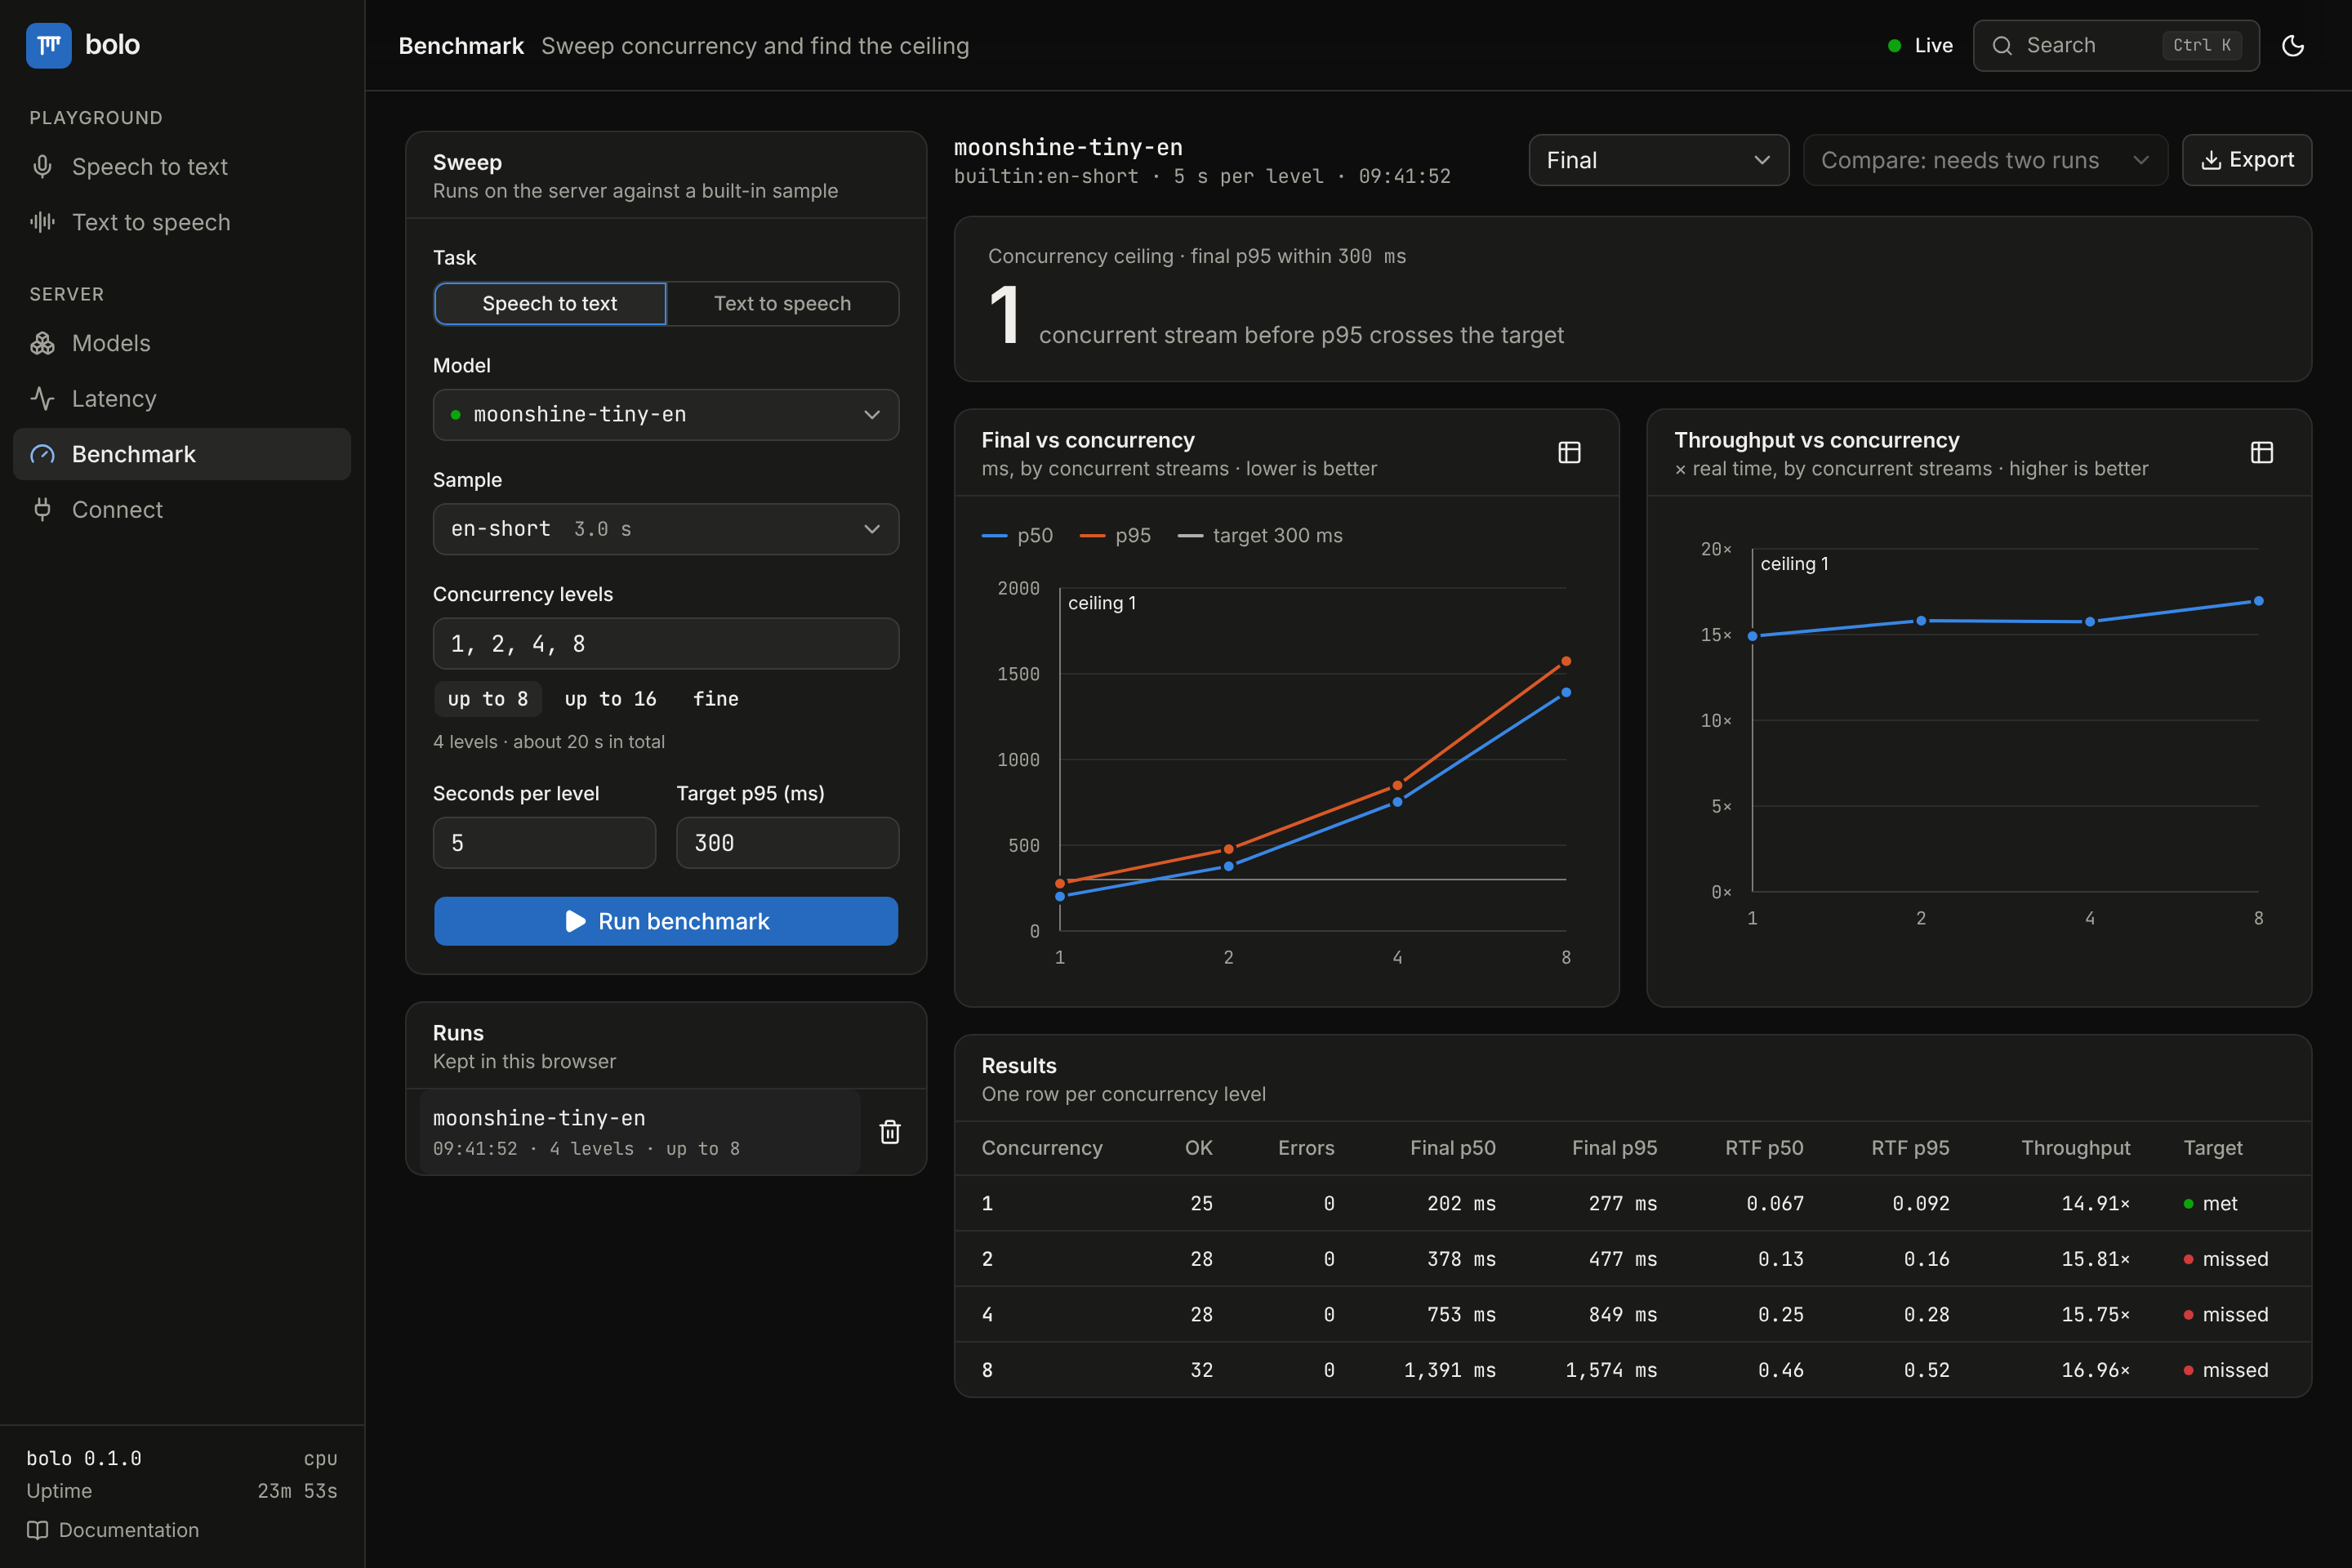 bolo
PLAYGROUND
Speech to text
Text to speech
SERVER
Models
Latency
Benchmark
Connect
bolo 0.1.0 cpu
Uptime 23m 53s
Documentation
Benchmark Sweep concurrency and find the ceiling
Live
Search Ctrl K
Sweep
Runs on the server against a built-in sample
Task
Speech to text Text to speech
Model
moonshine-tiny-en
Sample
en-short 3.0 s
Concurrency levels
1, 2, 4, 8
up to 8 up to 16 fine
4 levels · about 20 s in total
Seconds per level Target p95 (ms)
5 300
Run benchmark
Runs
Kept in this browser
moonshine-tiny-en
09:41:52 · 4 levels · up to 8
moonshine-tiny-en
builtin:en-short · 5 s per level · 09:41:52
Final
Compare: needs two runs
Export
Concurrency ceiling · final p95 within 300 ms
1 concurrent stream before p95 crosses the target
Final vs concurrency
ms, by concurrent streams · lower is better
p50 p95 target 300 ms
2000
ceiling 1
1500
1000
500
0
1 2 4 8
Throughput vs concurrency
× real time, by concurrent streams · higher is better
20×
ceiling 1
15×
10×
5×
0×
1 2 4 8
Results
One row per concurrency level
Concurrency OK Errors Final p50 Final p95 RTF p50 RTF p95 Throughput Target
1 25 0 202 ms 277 ms 0.067 0.092 14.91× met
2 28 0 378 ms 477 ms 0.13 0.16 15.81× missed
4 28 0 753 ms 849 ms 0.25 0.28 15.75× missed
8 32 0 1,391 ms 1,574 ms 0.46 0.52 16.96× missed